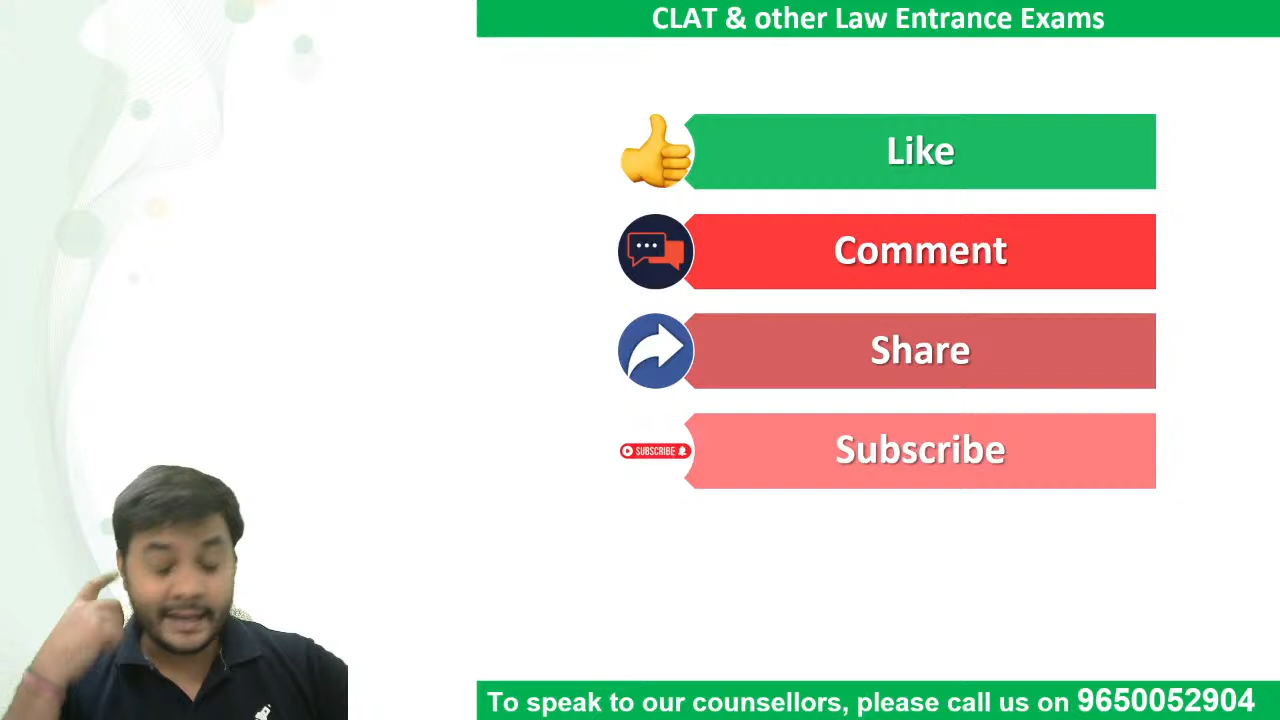 CLAT & other Law Entrance Exams
Like
Comment
Share
SUBSCRIBE
Subscribe
To speak to our counsellors, please call us on 9650052904